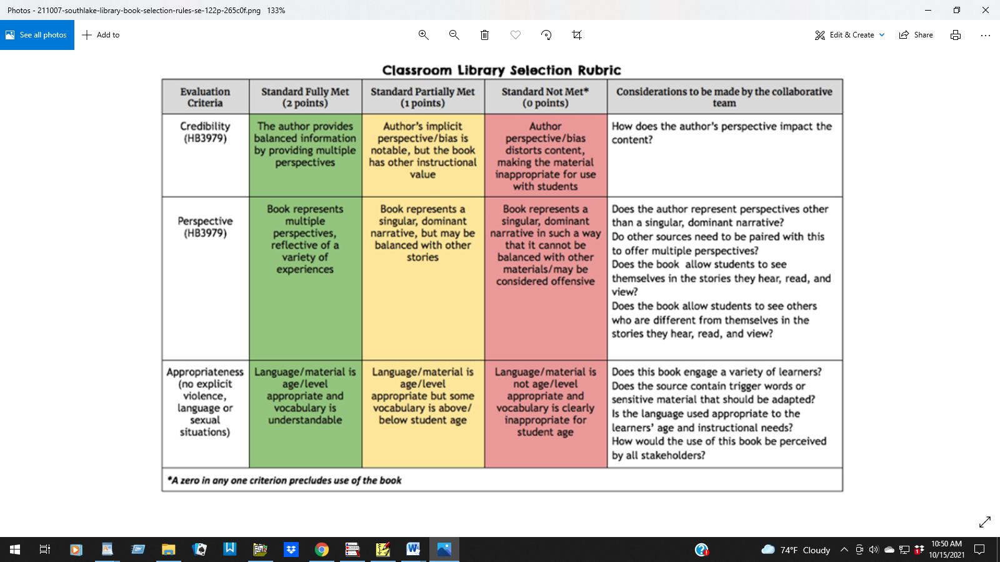 Photos - 211007-southlake-library-book-selection-rules-se-122p-265c0f.png   133%
See all photos
Add to
Edit & Create
Share
Classroom Library Selection Rubric
Evaluation
Criteria
Standard Fully Met
(2 points)
Standard Partially Met
(1 points)
Standard Not Met*
(0 points)
Considerations to be made by the collaborative
team
Credibility
(HB3979)
The author provides
balanced information
by providing multiple
perspectives
Author's implicit
perspective/bias is
notable, but the book
has other instructional
value
Author
perspective/bias
distorts content,
making the material
inappropriate for use
with students
How does the author's perspective impact the
content?
Perspective
(HB3979)
Book represents
multiple
perspectives,
reflective of a
variety of
experiences
Book represents a
singular, dominant
narrative, but may be
balanced with other
stories
Book represents a
singular, dominant
narrative in such a way
that it cannot be
balanced with other
materials/may be
considered offensive
Does the author represent perspectives other
than a singular, dominant narrative?
Do other sources need to be paired with this
to offer multiple perspectives?
Does the book allow students to see
themselves in the stories they hear, read, and
view?
Does the book allow students to see others
who are different from themselves in the
stories they hear, read, and view?
Appropriateness
(no explicit
violence,
language or
sexual
situations)
Language/material is
age/level
appropriate and
vocabulary is
understandable
Language/material is
age/level
appropriate but some
vocabulary is above/
below student age
Language/material is
not age/level
appropriate and
vocabulary is clearly
inappropriate for
student age
Does this book engage a variety of learners?
Does the source contain trigger words or
sensitive material that should be adapted?
Is the language used appropriate to the
learners' age and instructional needs?
How would the use of this book be perceived
by all stakeholders?
*A zero in any one criterion precludes use of the book
74°F Cloudy
10:50 AM
10/15/2021